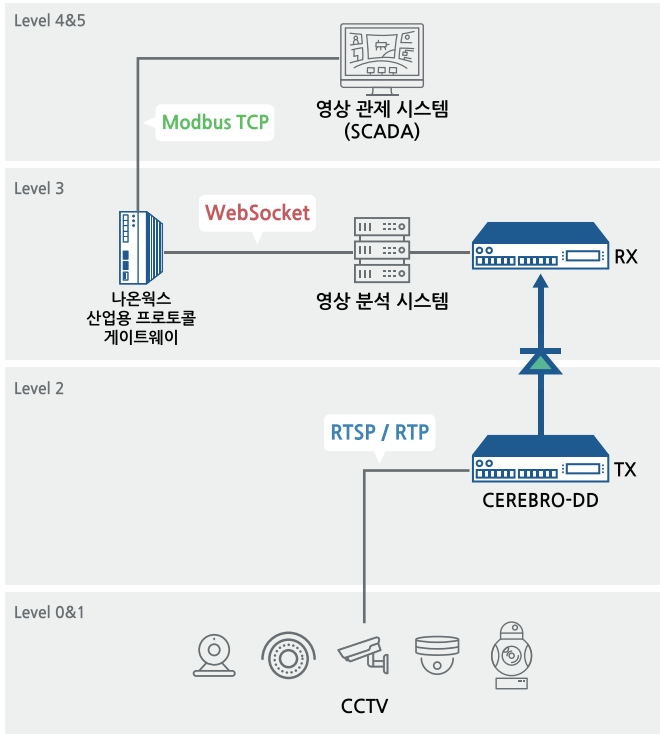 Level 4&5
영상 관제 시스템
(SCADA)
Modbus TCP
Level 3
WebSocket
나온웍스
산업용 프로토콜
게이트웨이
영상 분석 시스템
RX
Level 2
RTSP / RTP
TX
CEREBRO-DD
Level 0&1
CCTV